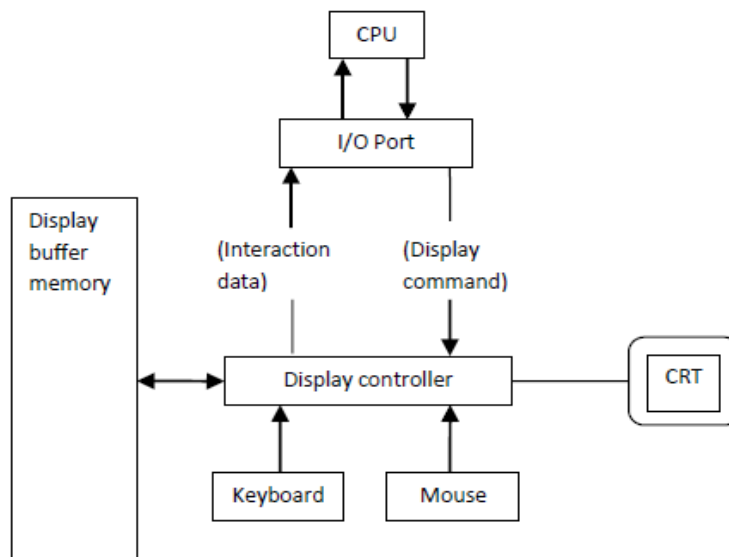 CPU
I/O Port
Display
buffer
memory
(Interaction
data)
(Display
command)
Display controller
CRT
Keyboard
Mouse